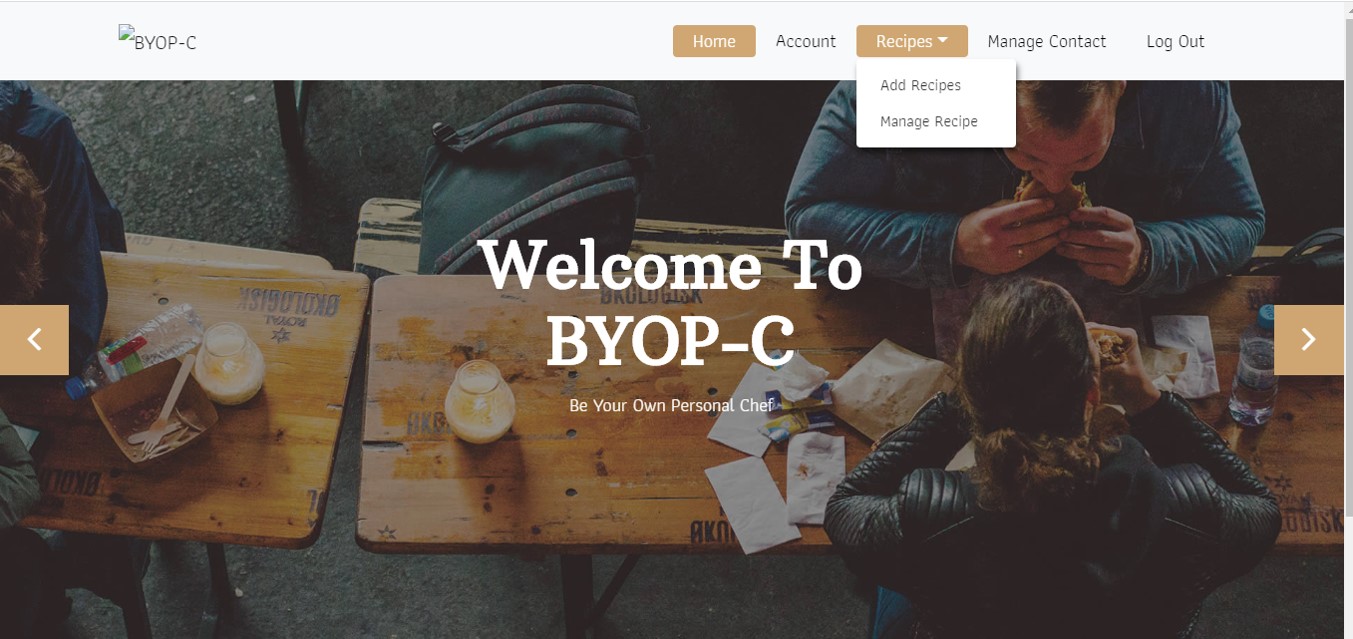 BYOP-C
Home
Account
Recipes
Manage Contact
Log Out
Add Recipes
Manage Recipe
ØKOLOGISK
ØKOLOGISK
ROYAL
Welcome To
BYOP-C
Be Your Own Personal Chef